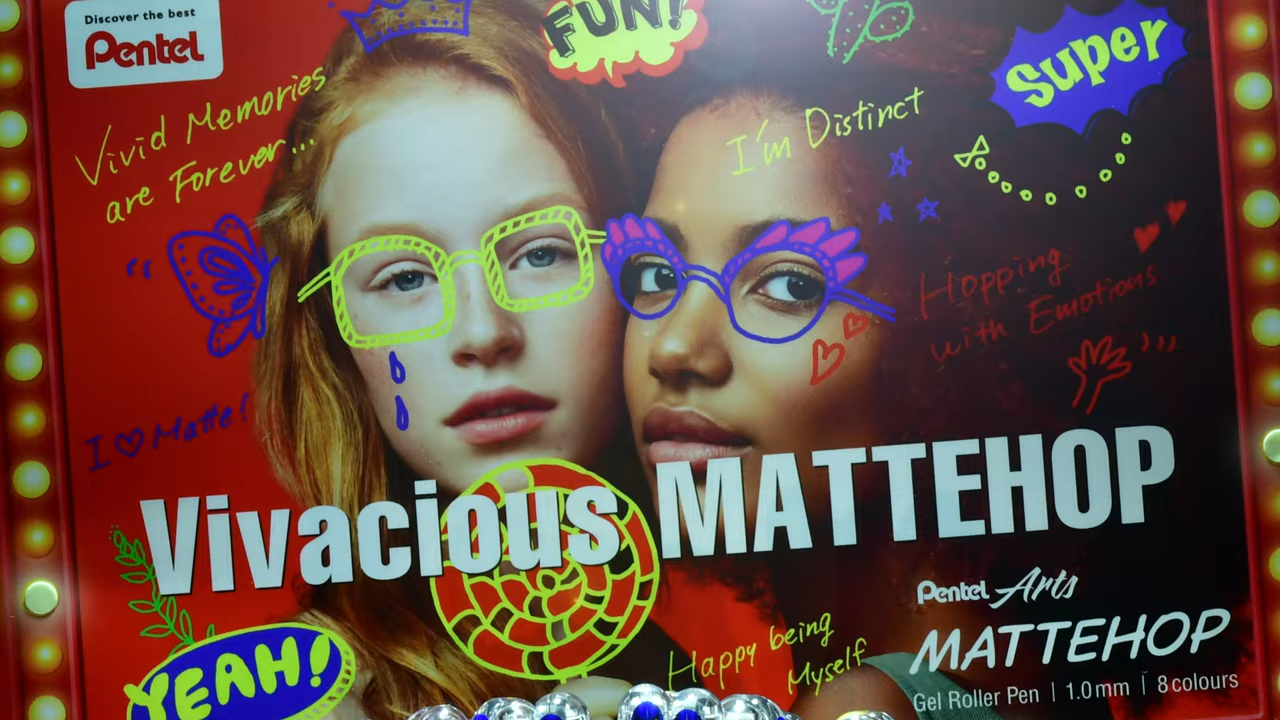 Discover the best
Pentel
FUN!
Super
Vivid Memories
are Forever...
I'm Distinct
Hopping
with Emotions
I ♡ Matte!
Vivacious MATTEHOP
Pentel Arts
MATTEHOP
Gel Roller Pen | 1.0mm | 8 colours
Happy being
Myself
YEAH!